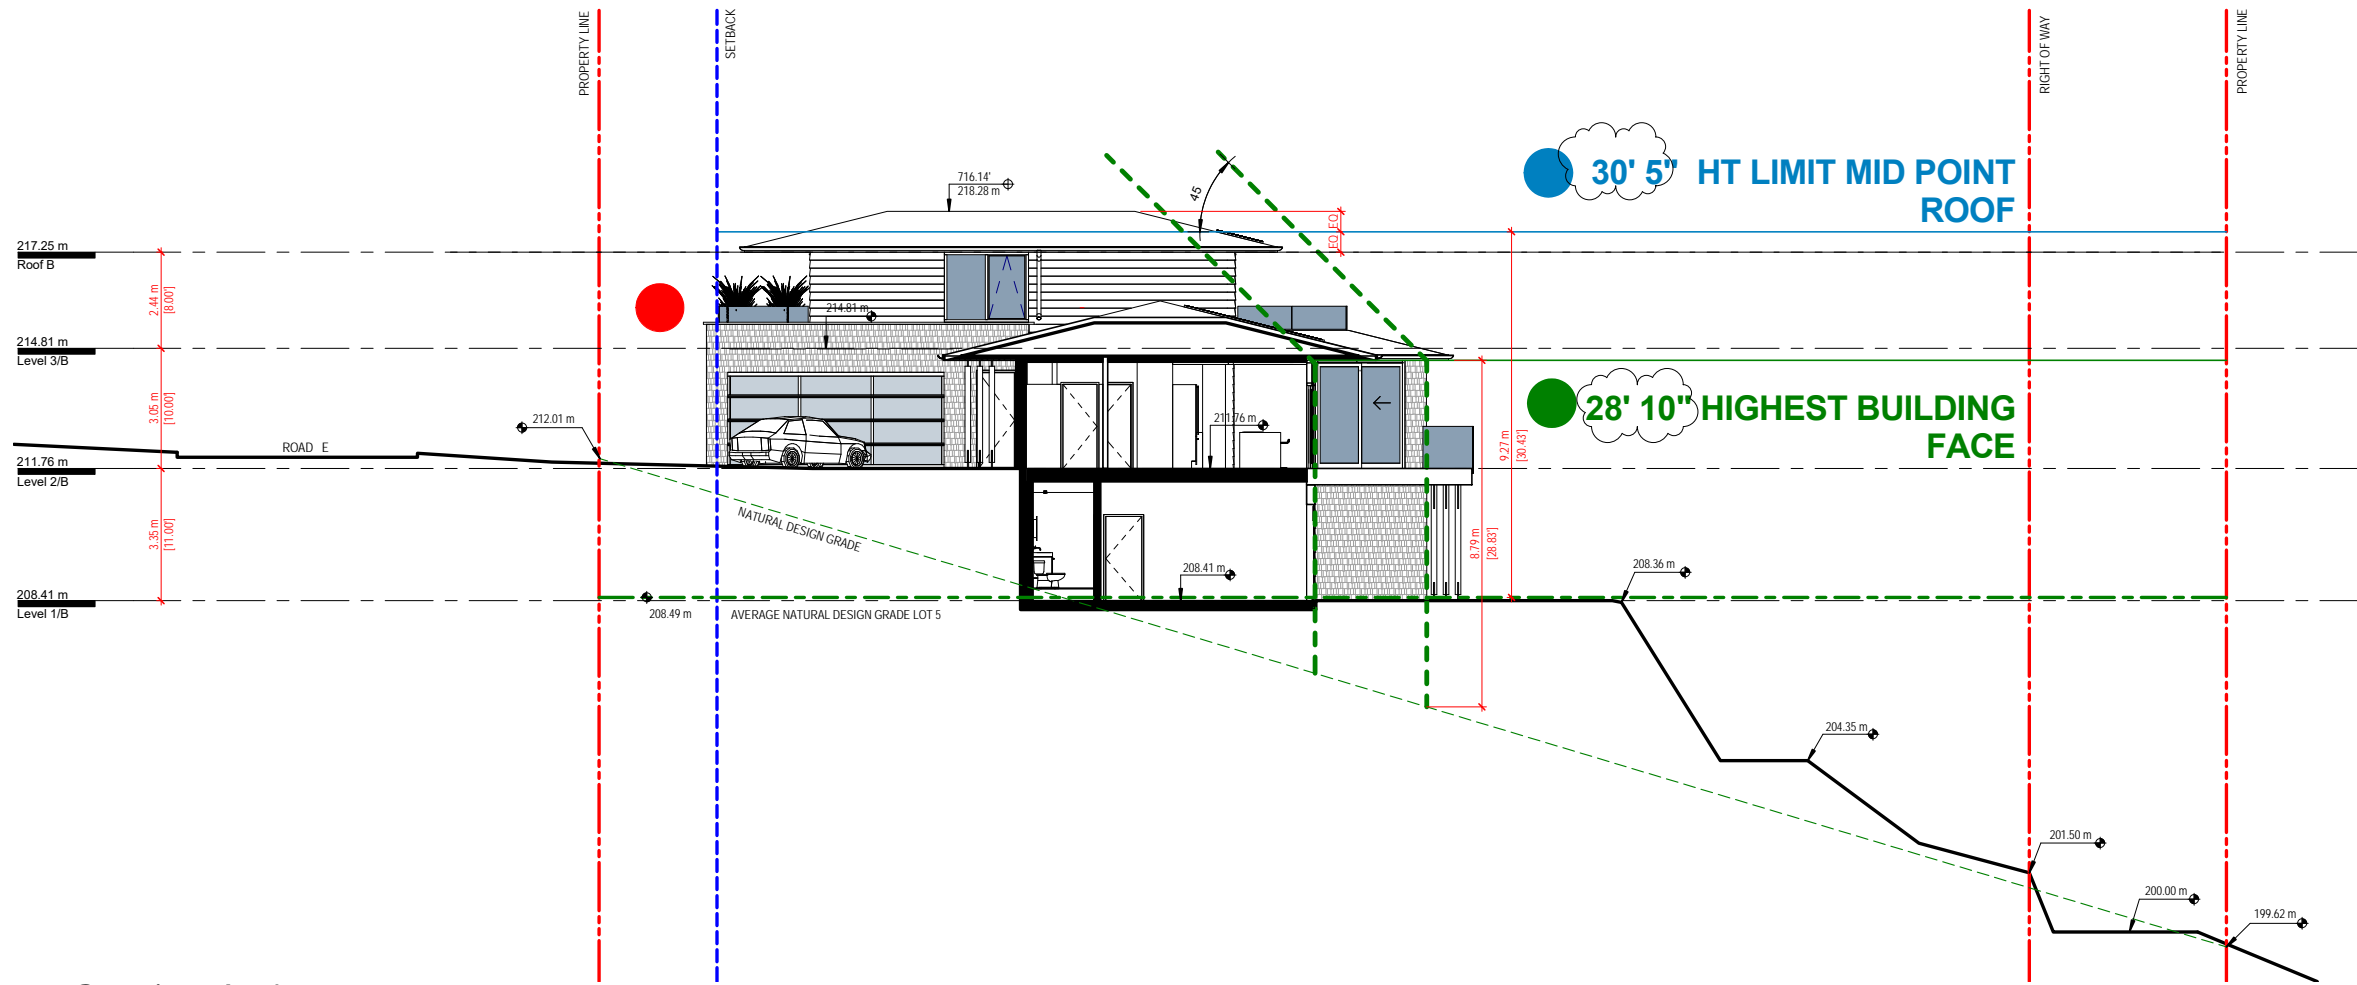 PROPERTY LINE
SETBACK
RIGHT OF WAY
PROPERTY LINE
30' 5" HT LIMIT MID POINT
ROOF
716.14'
218.28 m
45
EQ.
EQ.
217.25 m
Roof B
2.44 m
[8.00']
214.81 m
214.81 m
Level 3/B
28' 10" HIGHEST BUILDING
FACE
3.05 m
[10.00']
212.01 m
211.76 m
ROAD E
9.27 m
[30.43']
211.76 m
Level 2/B
NATURAL DESIGN GRADE
3.35 m
[11.00']
8.79 m
[28.83']
208.41 m
208.36 m
208.41 m
Level 1/B
208.49 m
AVERAGE NATURAL DESIGN GRADE LOT 5
204.35 m
201.50 m
200.00 m
199.62 m